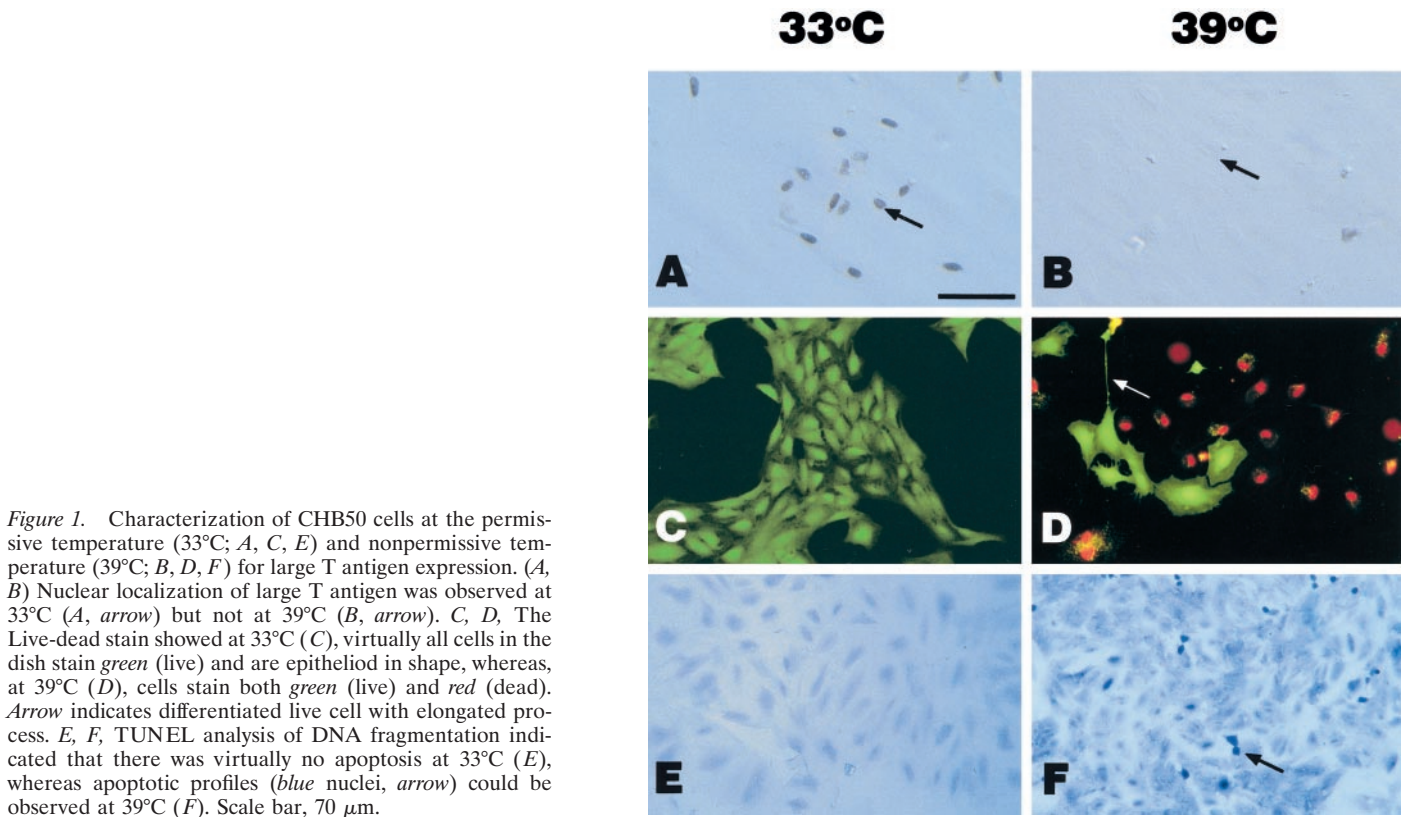 33°C 39°C
A B
C D
E F
Figure 1. Characterization of CHB50 cells at the permis-
sive temperature (33°C; A, C, E) and nonpermissive tem-
perature (39°C; B, D, F) for large T antigen expression. (A,
B) Nuclear localization of large T antigen was observed at
33°C (A, arrow) but not at 39°C (B, arrow). C, D, The
Live-dead stain showed at 33°C (C), virtually all cells in the
dish stain green (live) and are epitheliod in shape, whereas,
at 39°C (D), cells stain both green (live) and red (dead).
Arrow indicates differentiated live cell with elongated pro-
cess. E, F, TUNEL analysis of DNA fragmentation indi-
cated that there was virtually no apoptosis at 33°C (E),
whereas apoptotic profiles (blue nuclei, arrow) could be
observed at 39°C (F). Scale bar, 70 μm.